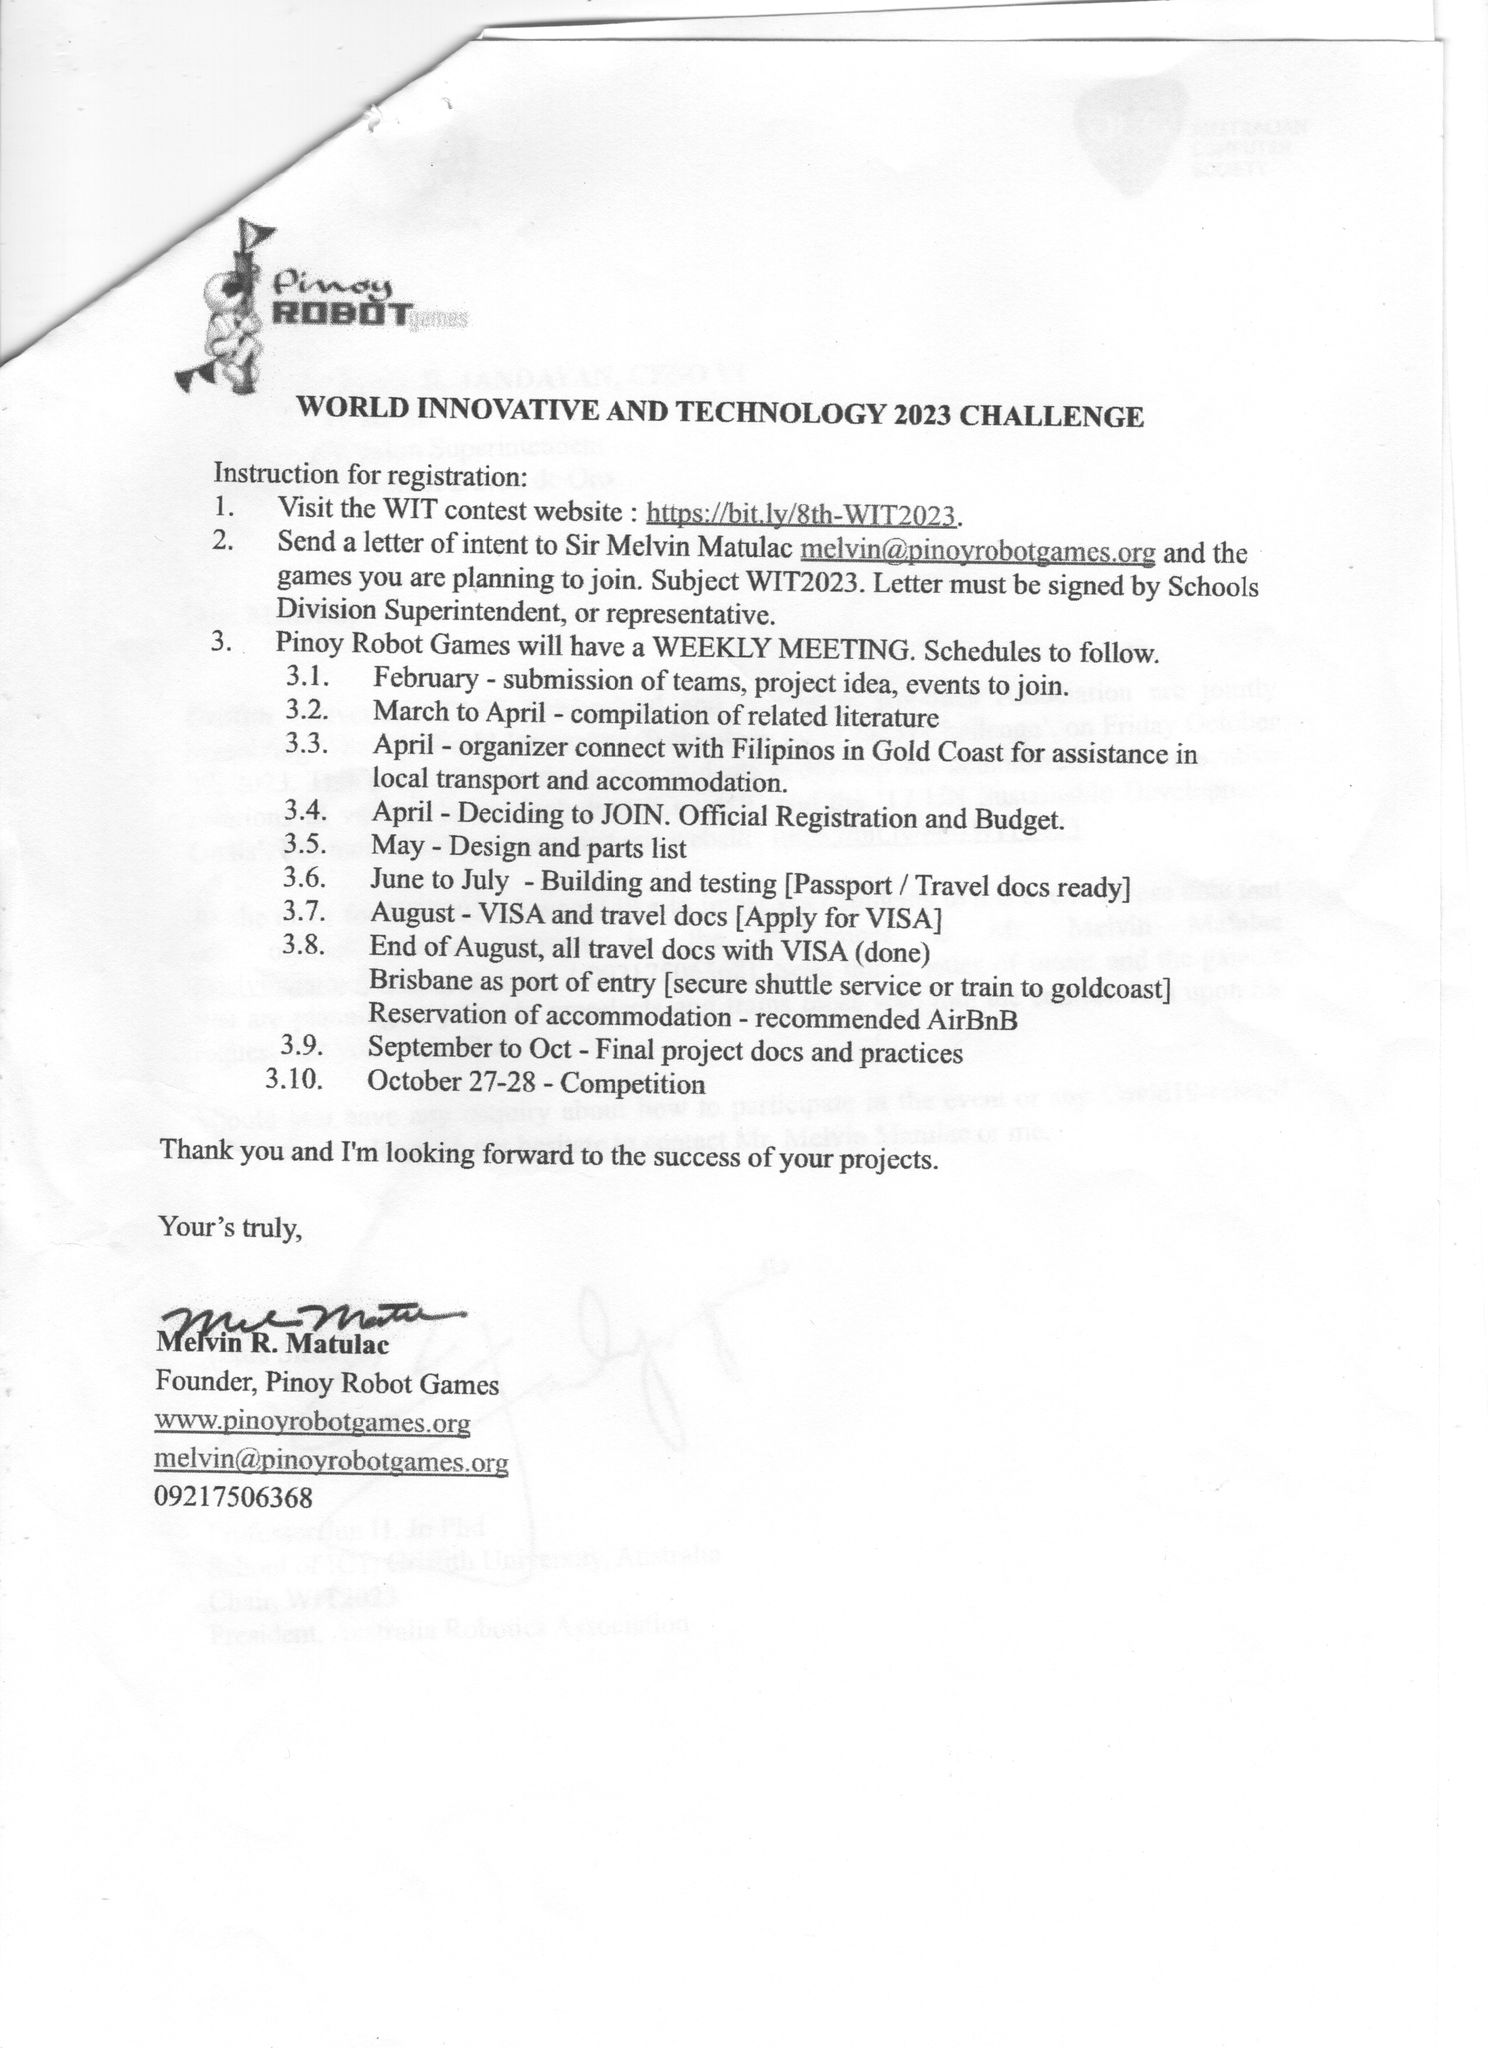 Pinoy
ROBOT games
WORLD INNOVATIVE AND TECHNOLOGY 2023 CHALLENGE
Instruction for registration:
1. Visit the WIT contest website : https://bit.ly/8th-WIT2023.
2. Send a letter of intent to Sir Melvin Matulac melvin@pinoyrobotgames.org and the
games you are planning to join. Subject WIT2023. Letter must be signed by Schools
Division Superintendent, or representative.
3. Pinoy Robot Games will have a WEEKLY MEETING. Schedules to follow.
3.1. February - submission of teams, project idea, events to join.
3.2. March to April - compilation of related literature
3.3. April - organizer connect with Filipinos in Gold Coast for assistance in
local transport and accommodation.
3.4. April - Deciding to JOIN. Official Registration and Budget.
3.5. May - Design and parts list
3.6. June to July - Building and testing [Passport / Travel docs ready]
3.7. August - VISA and travel docs [Apply for VISA]
3.8. End of August, all travel docs with VISA (done)
Brisbane as port of entry [secure shuttle service or train to goldcoast]
Reservation of accommodation - recommended AirBnB
3.9. September to Oct - Final project docs and practices
3.10. October 27-28 - Competition
Thank you and I'm looking forward to the success of your projects.
Your's truly,
Melvin R. Matulac
Founder, Pinoy Robot Games
www.pinoyrobotgames.org
melvin@pinoyrobotgames.org
09217506368